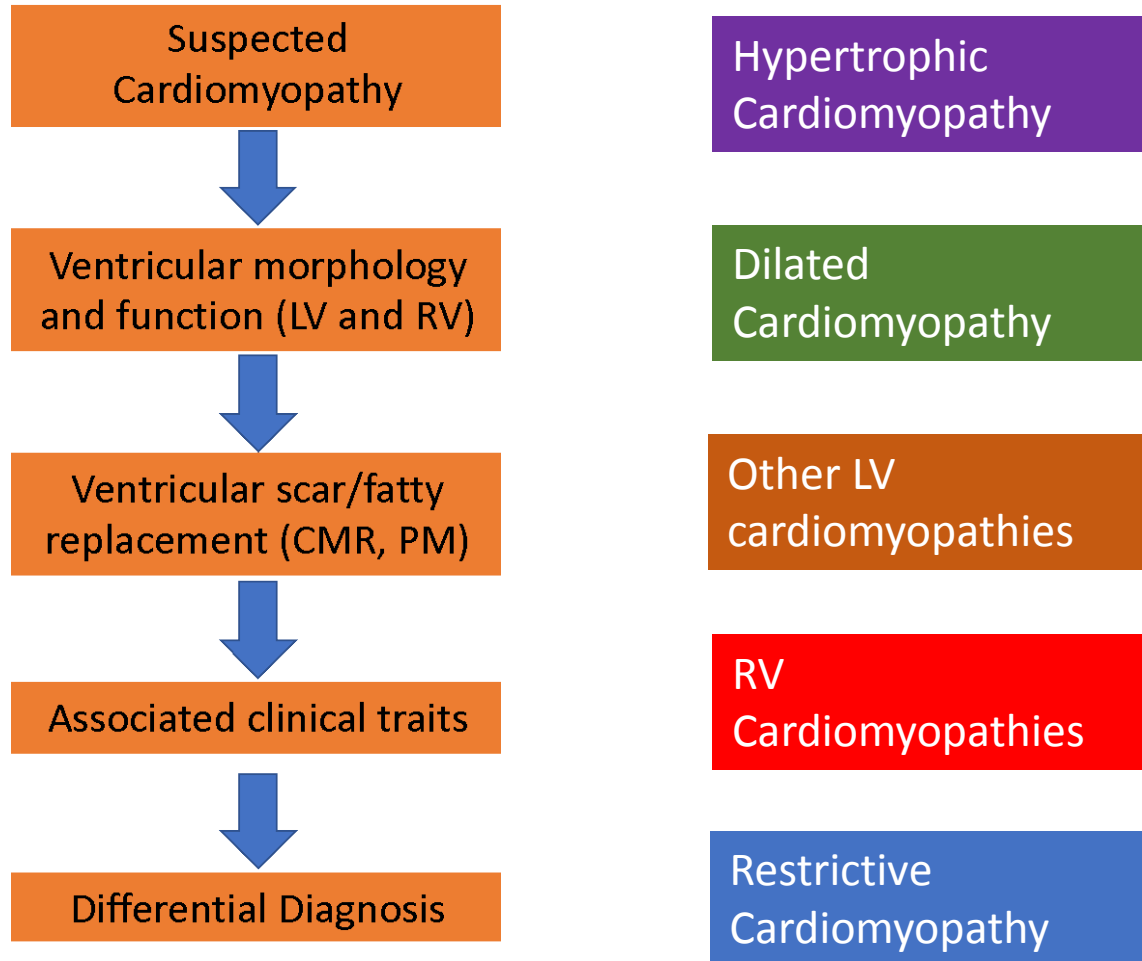 Suspected
Cardiomyopathy
Ventricular morphology
and function (LV and RV)
Ventricular scar/fatty
replacement (CMR, PM)
Associated clinical traits
Differential Diagnosis
Hypertrophic
Cardiomyopathy
Dilated
Cardiomyopathy
Other LV
cardiomyopathies
RV
Cardiomyopathies
Restrictive
Cardiomyopathy